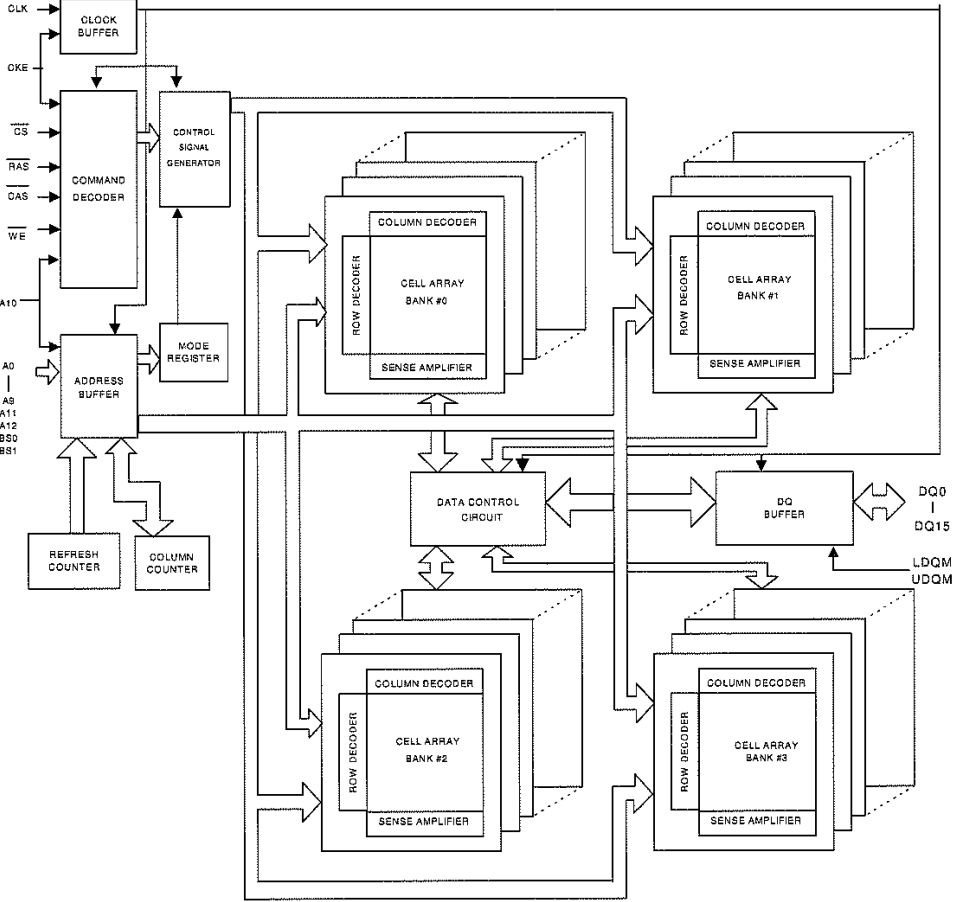 CLK
CLOCK
BUFFER
CKE
CS
RAS
CAS
WE
A10
COMMAND
DECODER
CONTROL
SIGNAL
GENERATOR
MODE
REGISTER
A0
A9
A11
A12
BS0
BS1
ADDRESS
BUFFER
REFRESH
COUNTER
COLUMN
COUNTER
COLUMN DECODER
ROW DECODER
CELL ARRAY
BANK #0
SENSE AMPLIFIER
COLUMN DECODER
ROW DECODER
CELL ARRAY
BANK #1
SENSE AMPLIFIER
DATA CONTROL
CIRCUIT
DQ
BUFFER
DQ0
DQ15
LDQM
UDQM
COLUMN DECODER
ROW DECODER
CELL ARRAY
BANK #2
SENSE AMPLIFIER
COLUMN DECODER
ROW DECODER
CELL ARRAY
BANK #3
SENSE AMPLIFIER